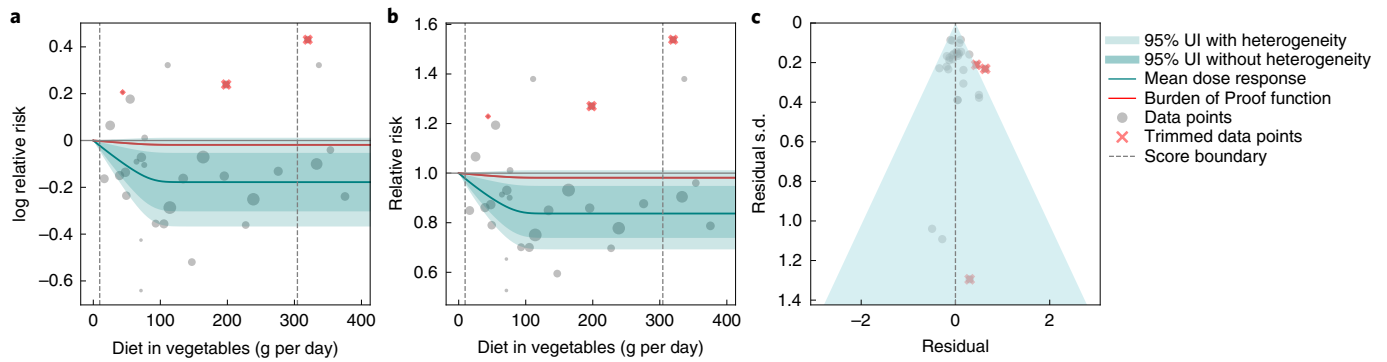 a
log relative risk
0.4
0.2
0
–0.2
–0.4
–0.6
0 100 200 300 400
Diet in vegetables (g per day)
b
Relative risk
1.6
1.4
1.2
1.0
0.8
0.6
0 100 200 300 400
Diet in vegetables (g per day)
c
Residual s.d.
0
0.2
0.4
0.6
0.8
1.0
1.2
1.4
–2 0 2
Residual
95% UI with heterogeneity
95% UI without heterogeneity
Mean dose response
Burden of Proof function
Data points
Trimmed data points
Score boundary